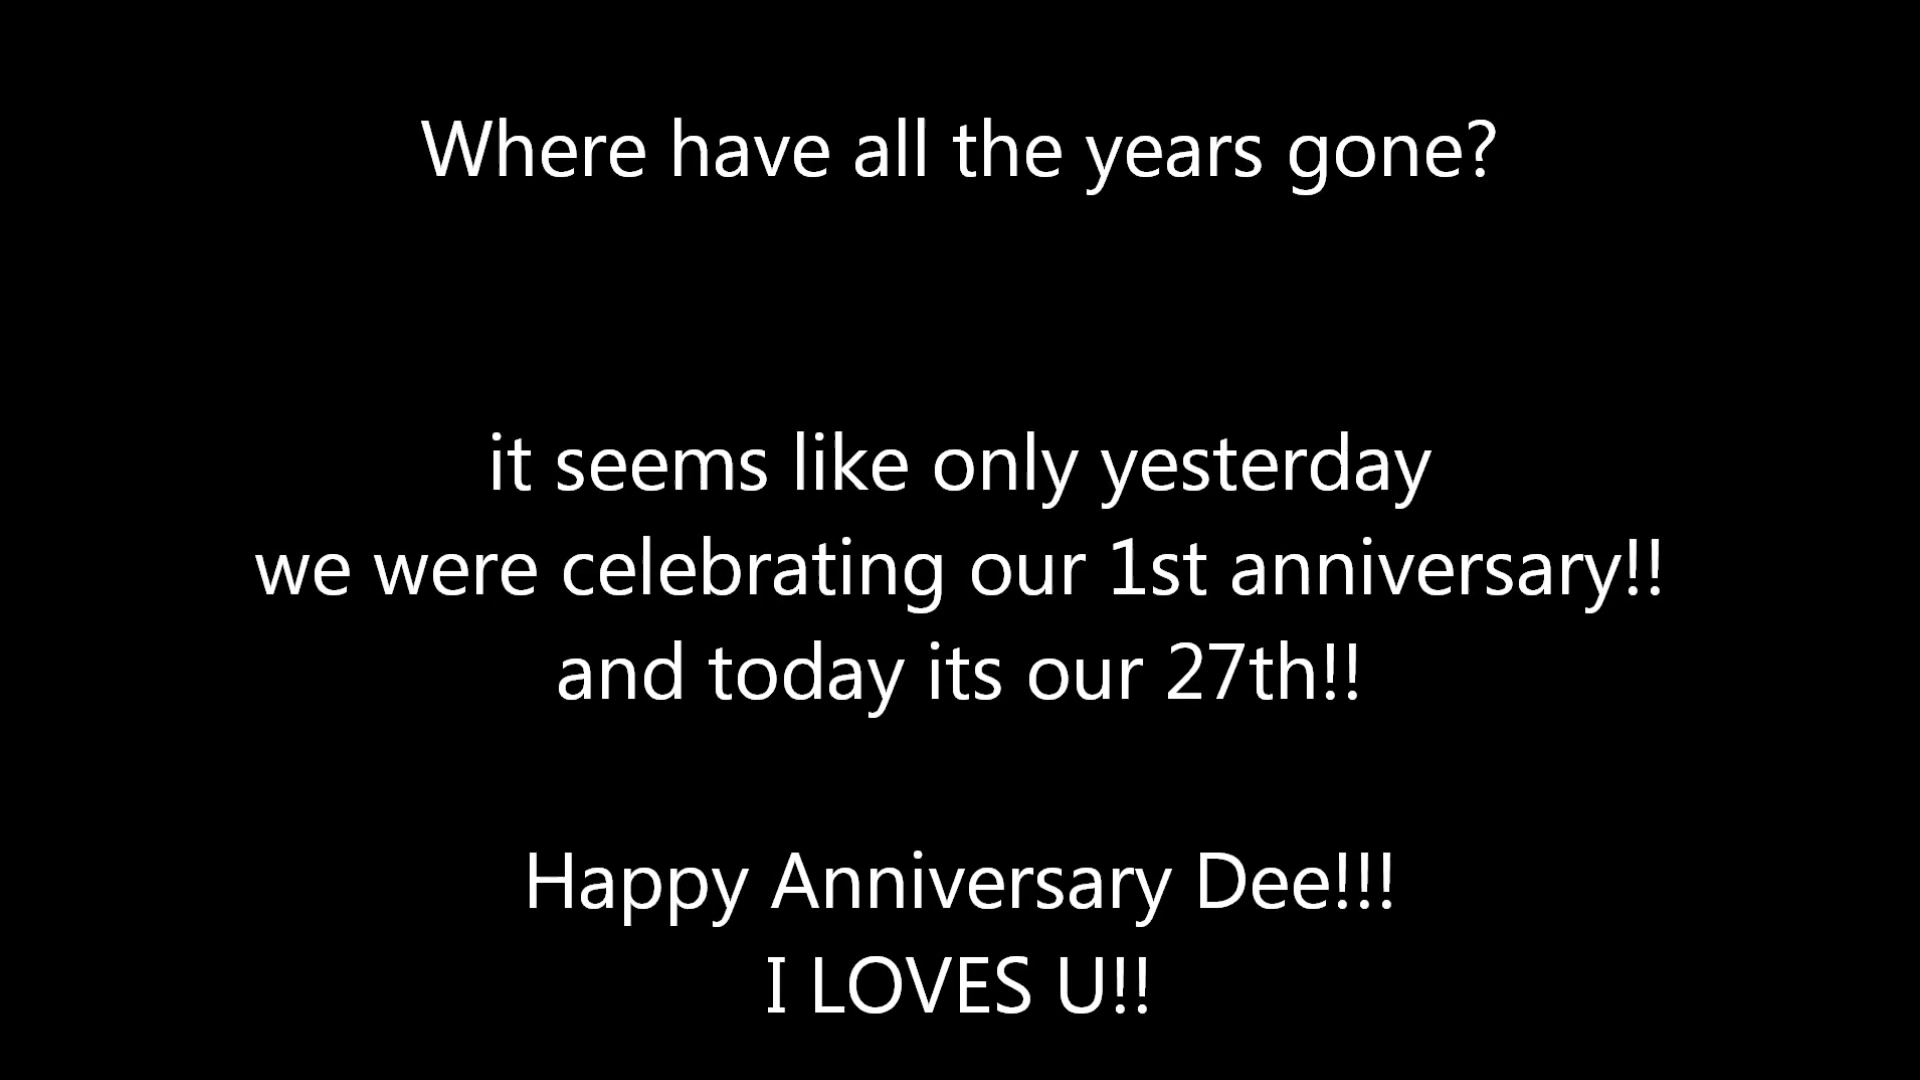 Where have all the years gone?
it seems like only yesterday
we were celebrating our 1st anniversary!!
and today its our 27th!!
Happy Anniversary Dee!!!
I LOVES U!!